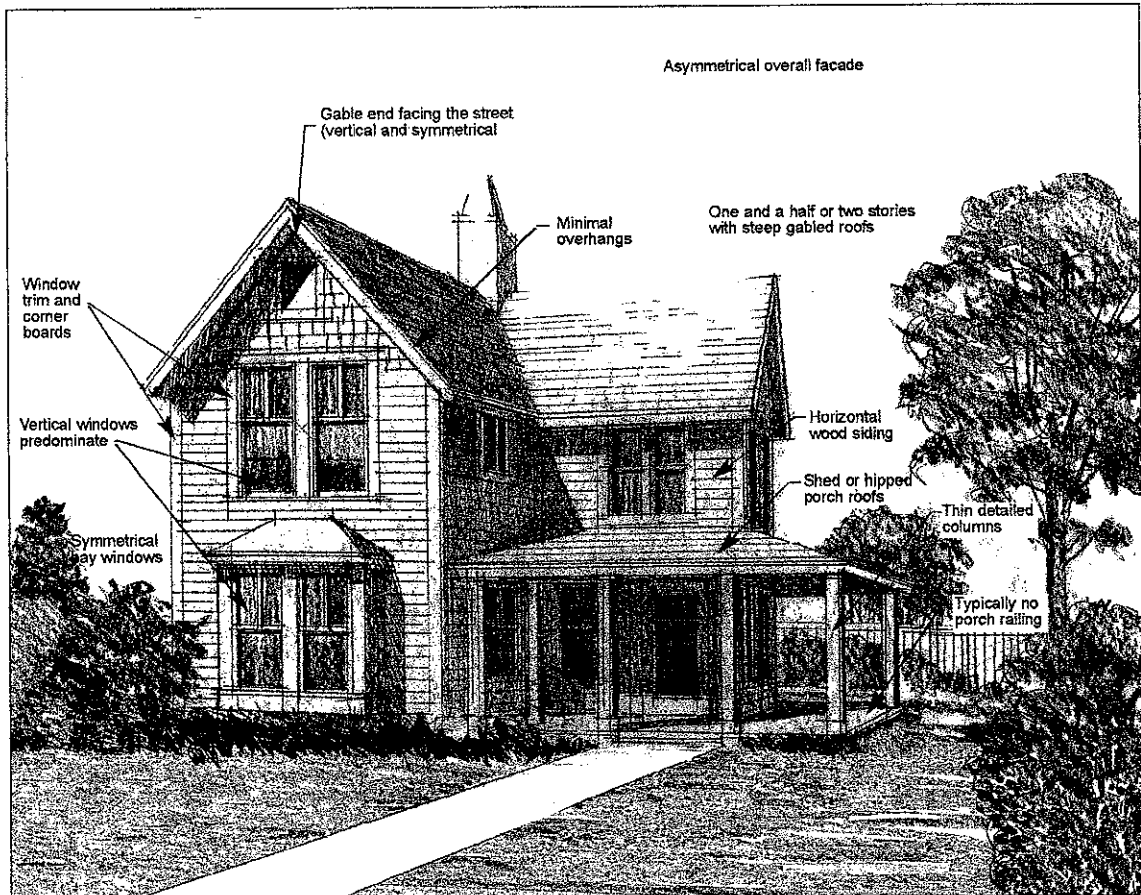 Asymmetrical overall facade
Gable end facing the street
(vertical and symmetrical
Minimal
overhangs
One and a half or two stories
with steep gabled roofs
Window
trim and
corner
boards
Vertical windows
predominate
Horizontal
wood siding
Shed or hipped
porch roofs
Thin detailed
columns
Symmetrical
bay windows
Typically no
porch railing